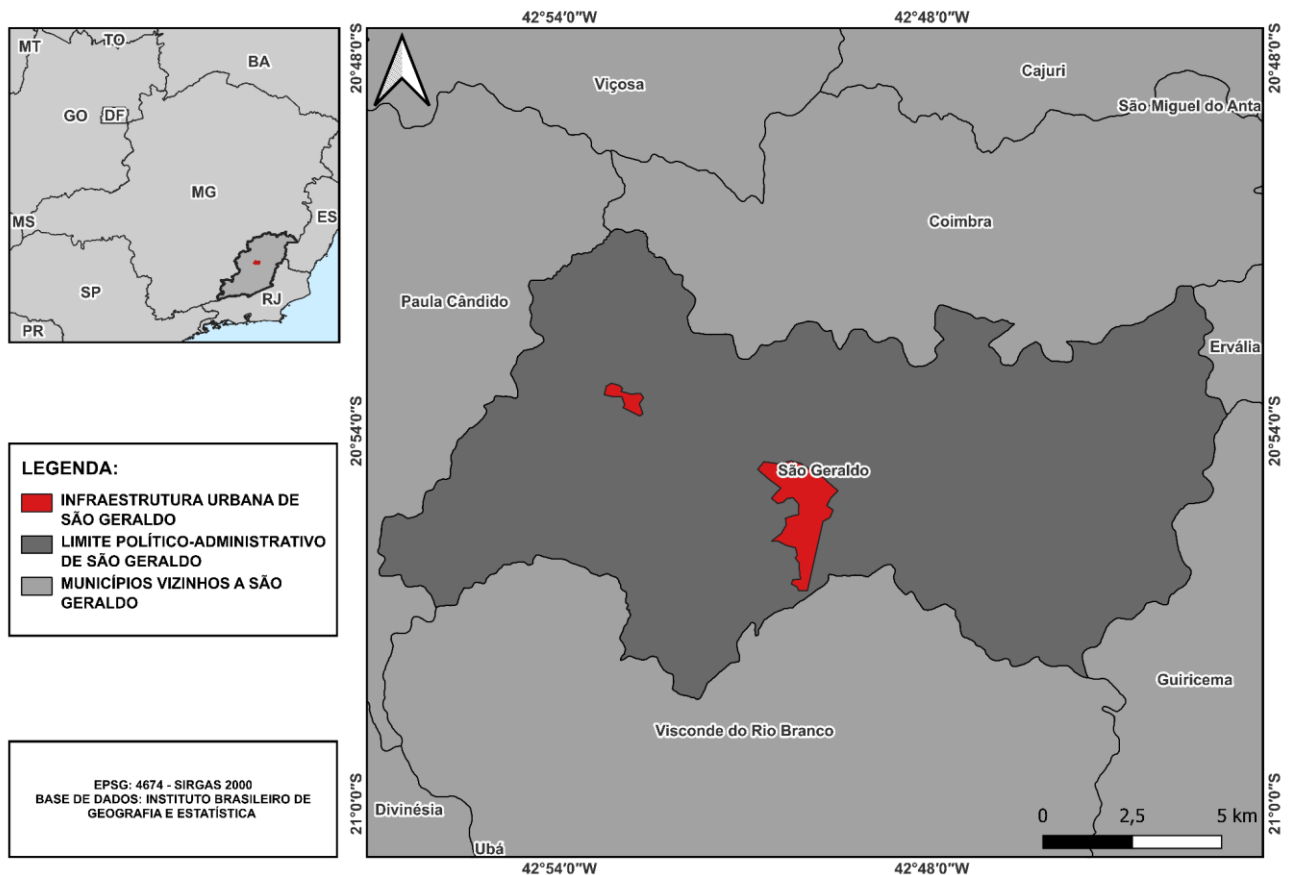 MT
TO
BA
GO
DF
MG
MS
ES
SP
RJ
PR
LEGENDA:
INFRAESTRUTURA URBANA DE
SÃO GERALDO
LIMITE POLÍTICO-ADMINISTRATIVO
DE SÃO GERALDO
MUNICÍPIOS VIZINHOS A SÃO
GERALDO
EPSG: 4674 - SIRGAS 2000
BASE DE DADOS: INSTITUTO BRASILEIRO DE
GEOGRAFIA E ESTATÍSTICA
42°54'0"W
42°48'0"W
20°48'0"S
20°48'0"S
Viçosa
Cajuri
São Miguel do Anta
Coimbra
Paula Cândido
Ervália
20°54'0"S
20°54'0"S
São Geraldo
Guiricema
Visconde do Rio Branco
21°0'0"S
21°0'0"S
Divinésia
Ubá
0 2,5 5 km
42°54'0"W
42°48'0"W